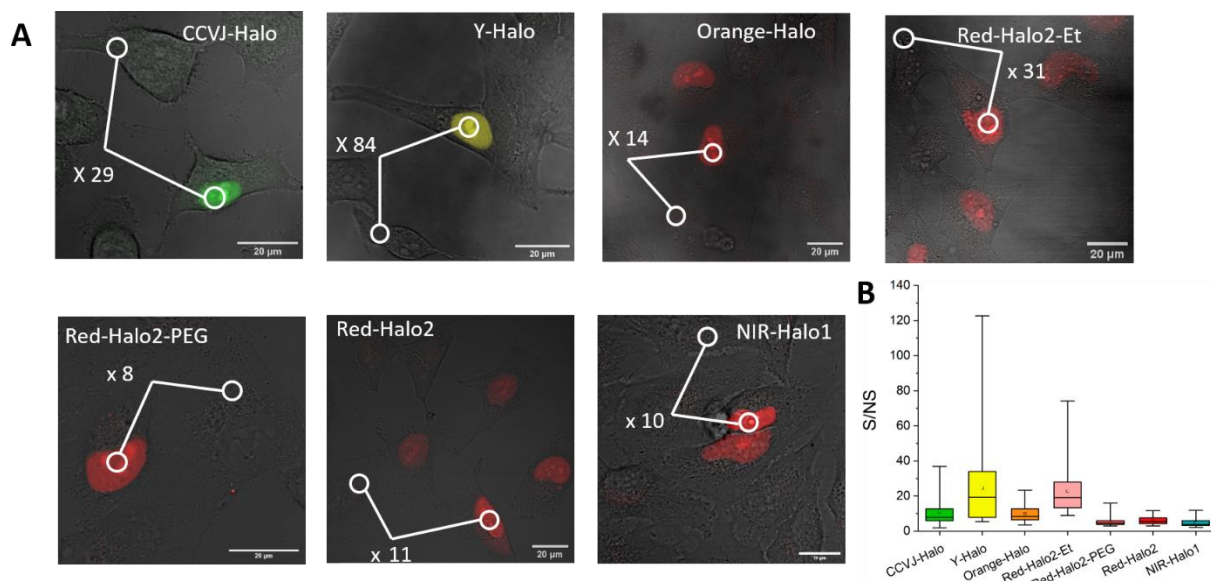 A
CCVJ-Halo
X 29
20 µm
Y-Halo
X 84
20 µm
Orange-Halo
X 14
20 µm
Red-Halo2-Et
x 31
20 µm
Red-Halo2-PEG
x 8
20 µm
Red-Halo2
x 11
20 µm
NIR-Halo1
x 10
B
140
120
100
80
60
40
20
0
S/NS
CCVJ-Halo
Y-Halo
Orange-Halo
Red-Halo2-Et
Red-Halo2-PEG
Red-Halo2
NIR-Halo1